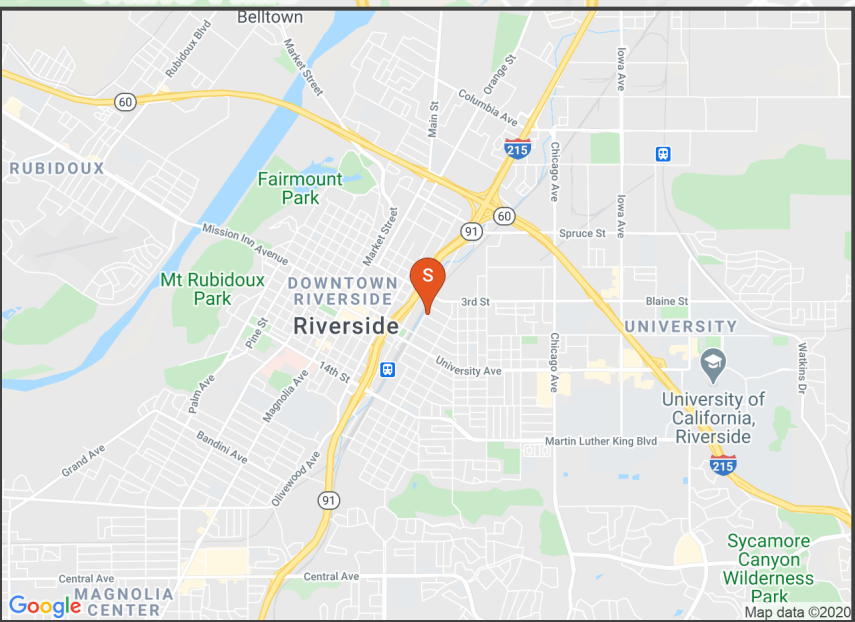 Belltown
Rubidoux Blvd
Market Street
Orange St
Iowa Ave
60
Columbia Ave
Main St
215
Chicago Ave
RUBIDOUX
Fairmount
Park
Iowa Ave
60
Market Street
91
Mission Inn Avenue
Spruce St
S
Mt Rubidoux
Park
DOWNTOWN
RIVERSIDE
3rd St
Blaine St
Riverside
UNIVERSITY
Pine St
Chicago Ave
Watkins Dr
14th St
University Ave
Palm Ave
Magnolia Ave
University of
California,
Riverside
Bandini Ave
Martin Luther King Blvd
Grand Ave
Olivewood Ave
215
91
Sycamore
Canyon
Wilderness
Park
Central Ave
Central Ave
MAGNOLIA
CENTER
Google
Map data ©2020